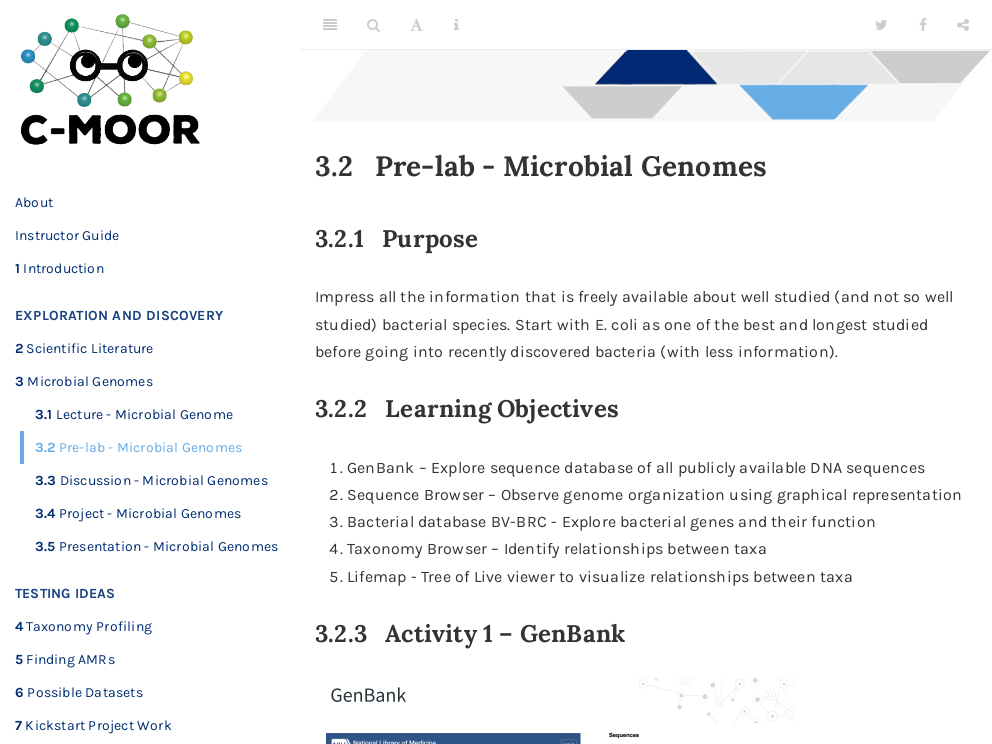 C-MOOR
About
Instructor Guide
1 Introduction
EXPLORATION AND DISCOVERY
2 Scientific Literature
3 Microbial Genomes
3.1 Lecture - Microbial Genome
3.2 Pre-lab - Microbial Genomes
3.3 Discussion - Microbial Genomes
3.4 Project - Microbial Genomes
3.5 Presentation - Microbial Genomes
TESTING IDEAS
4 Taxonomy Profiling
5 Finding AMRs
6 Possible Datasets
7 Kickstart Project Work
3.2 Pre-lab - Microbial Genomes
3.2.1 Purpose
Impress all the information that is freely available about well studied (and not so well
studied) bacterial species. Start with E. coli as one of the best and longest studied
before going into recently discovered bacteria (with less information).
3.2.2 Learning Objectives
1. GenBank – Explore sequence database of all publicly available DNA sequences
2. Sequence Browser – Observe genome organization using graphical representation
3. Bacterial database BV-BRC - Explore bacterial genes and their function
4. Taxonomy Browser – Identify relationships between taxa
5. Lifemap - Tree of Live viewer to visualize relationships between taxa
3.2.3 Activity 1 – GenBank
GenBank
National Library of Medicine
Sequences